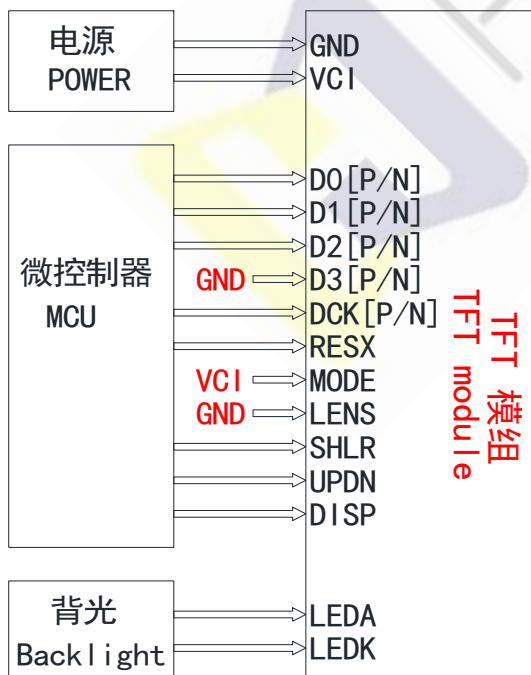 电源
POWER
GND
VCI
微控制器
MCU
D0[P/N]
D1[P/N]
D2[P/N]
GND
D3[P/N]
DCK[P/N]
RESX
VCI
MODE
GND
LENS
SHLR
UPDN
DISP
TFT 模组
TFT module
背光
Backlight
LEDA
LEDK